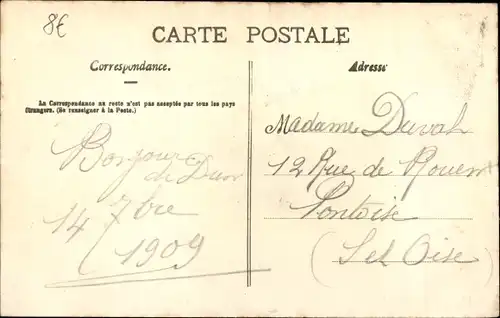 8€
CARTE POSTALE
Correspondance.
Adresse
La Correspondance au recto n'est pas acceptée par tous les pays
étrangers. (Se renseigner à la Poste.)
Bonjour
de Dun
14 7bre
1909
Madame Duval
12 Rue de Rouen
Pontoise
(Set Oise)